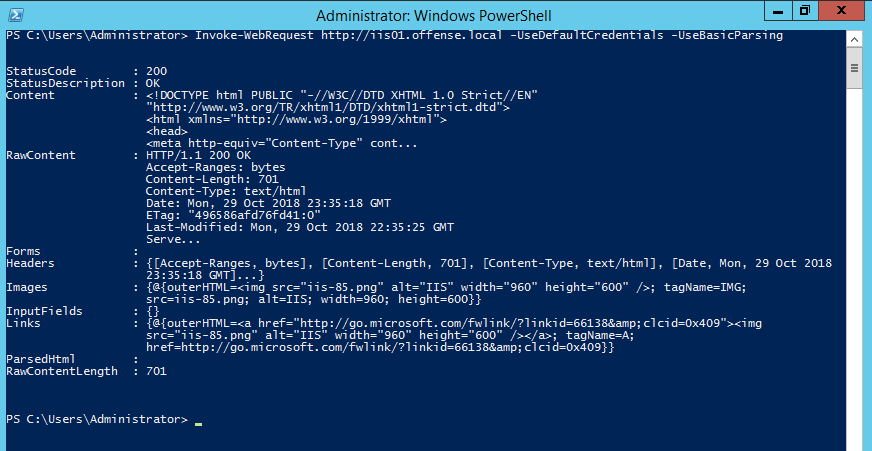 Administrator: Windows PowerShell
PS C:\Users\Administrator> Invoke-WebRequest http://iis01.offense.local -UseDefaultCredentials -UseBasicParsing
StatusCode : 200
StatusDescription : OK
Content : <!DOCTYPE html PUBLIC "-//W3C//DTD XHTML 1.0 Strict//EN"
"http://www.w3.org/TR/xhtml1/DTD/xhtml1-strict.dtd">
<html xmlns="http://www.w3.org/1999/xhtml">
<head>
<meta http-equiv="Content-Type" cont...
RawContent : HTTP/1.1 200 OK
Accept-Ranges: bytes
Content-Length: 701
Content-Type: text/html
Date: Mon, 29 Oct 2018 23:35:18 GMT
ETag: "496586afd76fd41:0"
Last-Modified: Mon, 29 Oct 2018 22:35:25 GMT
Serve...
Forms :
Headers : {[Accept-Ranges, bytes], [Content-Length, 701], [Content-Type, text/html], [Date, Mon, 29 Oct 2018
23:35:18 GMT]...}
Images : {@{outerHTML=<img src="iis-85.png" alt="IIS" width="960" height="600" />; tagName=IMG;
src=iis-85.png; alt=IIS; width=960; height=600}}
InputFields : {}
Links : {@{outerHTML=<a href="http://go.microsoft.com/fwlink/?linkid=66138&amp;clcid=0x409"><img
src="iis-85.png" alt="IIS" width="960" height="600" /></a>; tagName=A;
href=http://go.microsoft.com/fwlink/?linkid=66138&amp;clcid=0x409}}
ParsedHtml :
RawContentLength : 701
PS C:\Users\Administrator> _